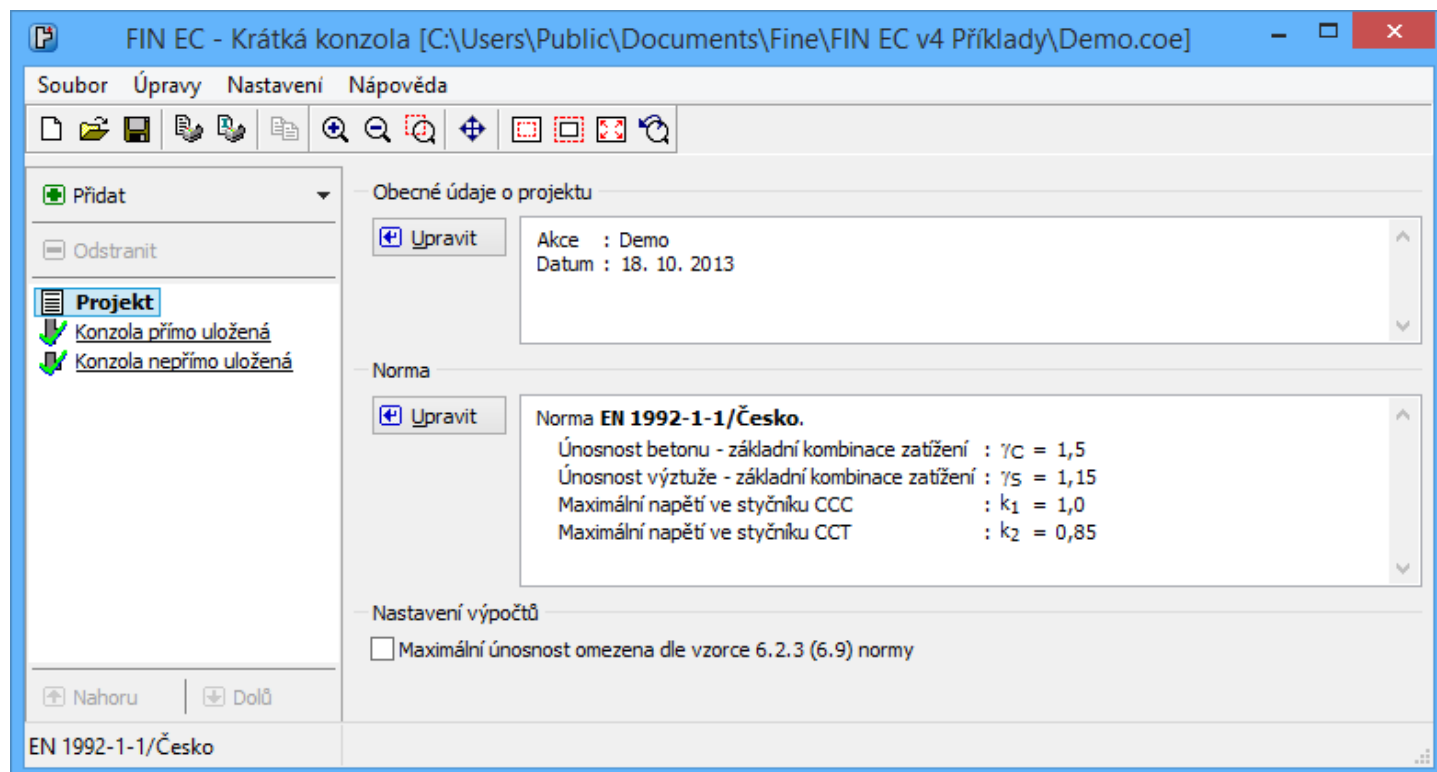 FIN EC - Krátká konzola [C:\Users\Public\Documents\Fine\FIN EC v4 Příklady\Demo.coe]
Soubor Úpravy Nastavení Nápověda
Přidat
Odstranit
Projekt
Konzola přímo uložená
Konzola nepřímo uložená
Nahoru Dolů
Obecné údaje o projektu
Upravit
Akce : Demo
Datum : 18. 10. 2013
Norma
Upravit
Norma EN 1992-1-1/Česko.
Únosnost betonu - základní kombinace zatížení : γC = 1,5
Únosnost výztuže - základní kombinace zatížení : γS = 1,15
Maximální napětí ve styčníku CCC : k1 = 1,0
Maximální napětí ve styčníku CCT : k2 = 0,85
Nastavení výpočtů
Maximální únosnost omezena dle vzorce 6.2.3 (6.9) normy
EN 1992-1-1/Česko